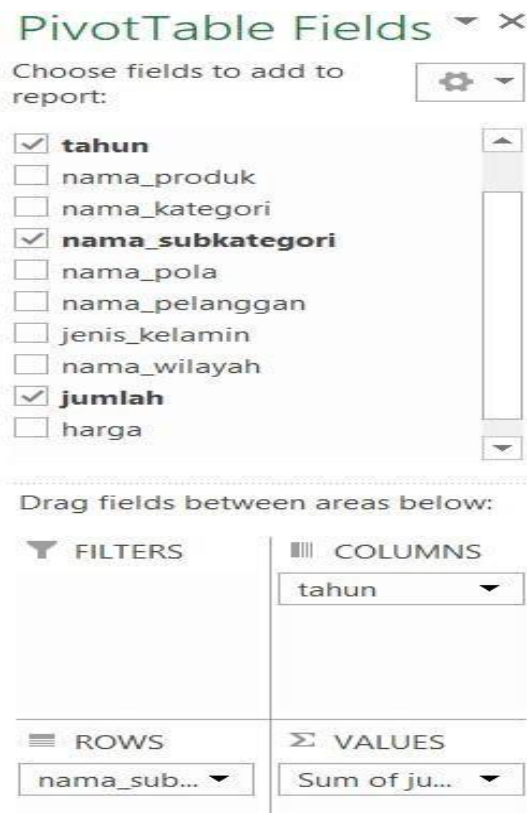 PivotTable Fields
Choose fields to add to
report:
tahun
nama_produk
nama_kategori
nama_subkategori
nama_pola
nama_pelanggan
jenis_kelamin
nama_wilayah
jumlah
harga
Drag fields between areas below:
FILTERS
COLUMNS
tahun
ROWS
nama_sub...
VALUES
Sum of ju...